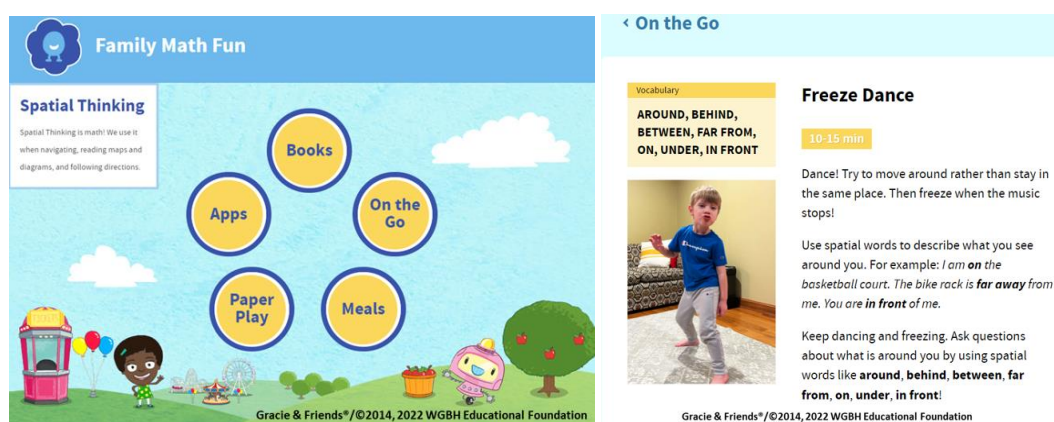 Family Math Fun
Spatial Thinking
Spatial Thinking is math! We use it
when navigating, reading maps and
diagrams, and following directions.
Books
Apps
On the
Go
Paper
Play
Meals
Gracie & Friends®/©2014, 2022 WGBH Educational Foundation
‹ On the Go
Vocabulary
AROUND, BEHIND,
BETWEEN, FAR FROM,
ON, UNDER, IN FRONT
Freeze Dance
10-15 min
Dance! Try to move around rather than stay in
the same place. Then freeze when the music
stops!
Use spatial words to describe what you see
around you. For example: I am on the
basketball court. The bike rack is far away from
me. You are in front of me.
Keep dancing and freezing. Ask questions
about what is around you by using spatial
words like around, behind, between, far
from, on, under, in front!
Gracie & Friends®/©2014, 2022 WGBH Educational Foundation